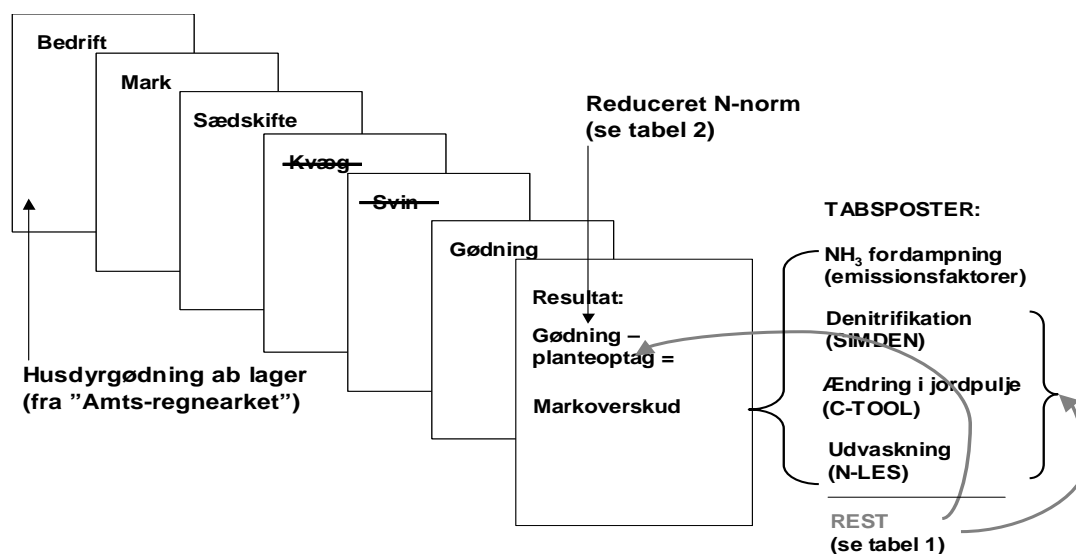 Bedrift
Mark
Sædskifte
Kvæg
Svin
Gødning
Resultat:
Gødning –
planteoptag =
Markoverskud
Reduceret N-norm
(se tabel 2)
Husdyrgødning ab lager
(fra ”Amts-regnearket”)
TABSPOSTER:
NH₃ fordampning
(emissionsfaktorer)
Denitrifikation
(SIMDEN)
Ændring i jordpulje
(C-TOOL)
Udvaskning
(N-LES)
REST
(se tabel 1)